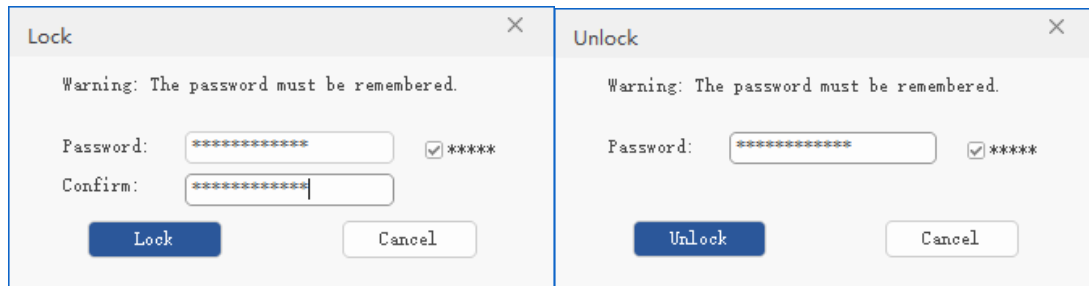 Lock
Warning: The password must be remembered.
Password: ************ *****
Confirm: ************
Lock Cancel
Unlock
Warning: The password must be remembered.
Password: ************ *****
Unlock Cancel